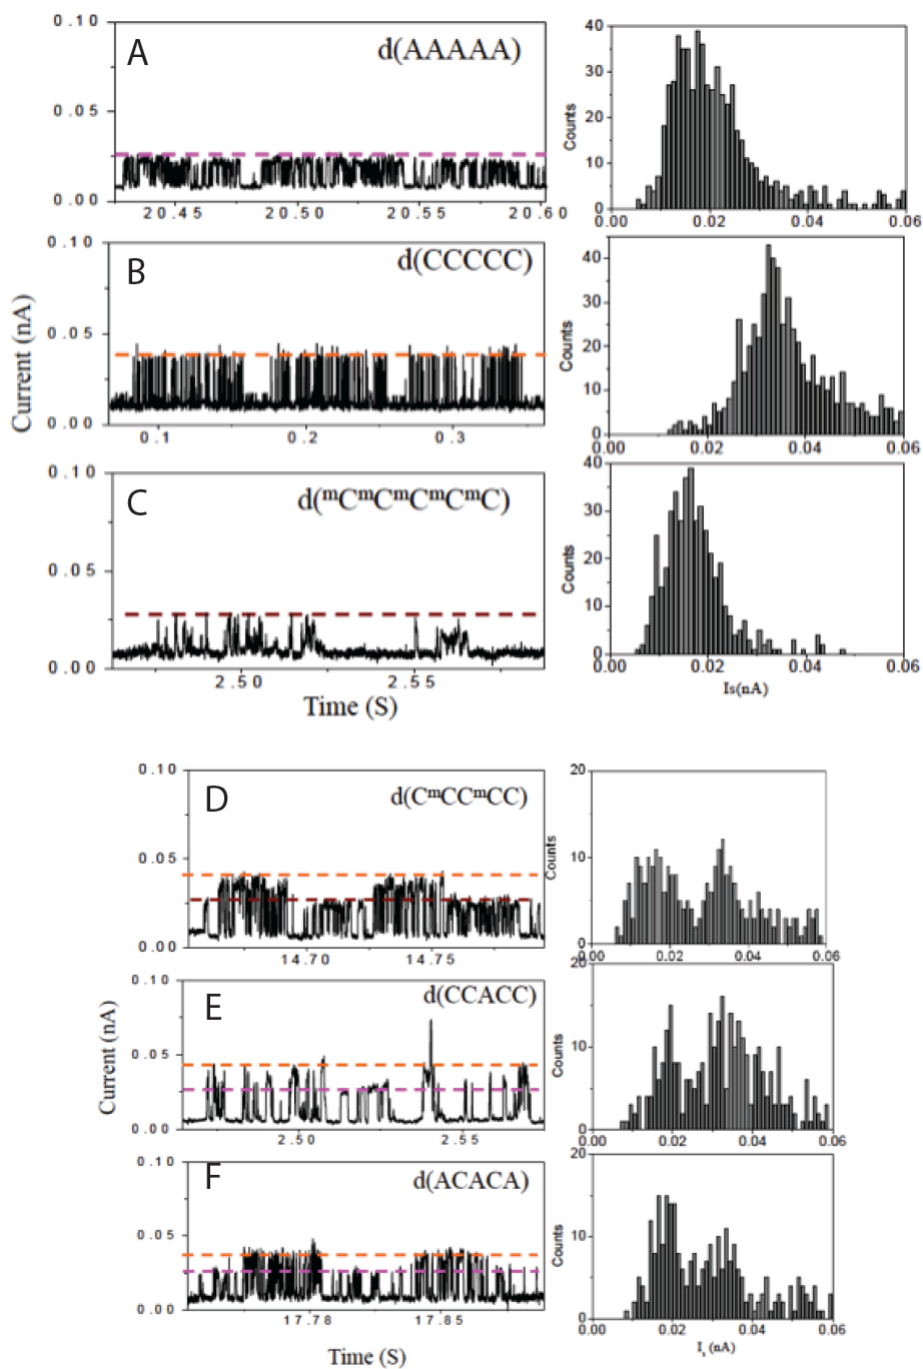 A d(AAAAA)
0.10
0.05
0.00
20.45 20.50 20.55 20.60
40
30
20
10
0
Counts
0.00 0.02 0.04 0.06
B d(CCCCC)
0.10
0.05
0.00
0.1 0.2 0.3
40
30
20
10
0
Counts
0.00 0.02 0.04 0.06
Current (nA)
C d(ᵐCᵐCᵐCᵐCᵐC)
0.10
0.05
0.00
2.50 2.55
Time (S)
40
30
20
10
0
Counts
0.00 0.02 0.04 0.06
Is(nA)
D d(CᵐCCᵐCC)
0.10
0.05
0.00
14.70 14.75
20
10
0
Counts
0.00 0.02 0.04 0.06
E d(CCACC)
0.10
0.05
0.00
2.50 2.55
20
10
0
Counts
0.00 0.02 0.04 0.06
Current (nA)
F d(ACACA)
0.10
0.05
0.00
17.78 17.85
Time (S)
20
10
0
Counts
0.00 0.02 0.04 0.06
Iₛ (nA)